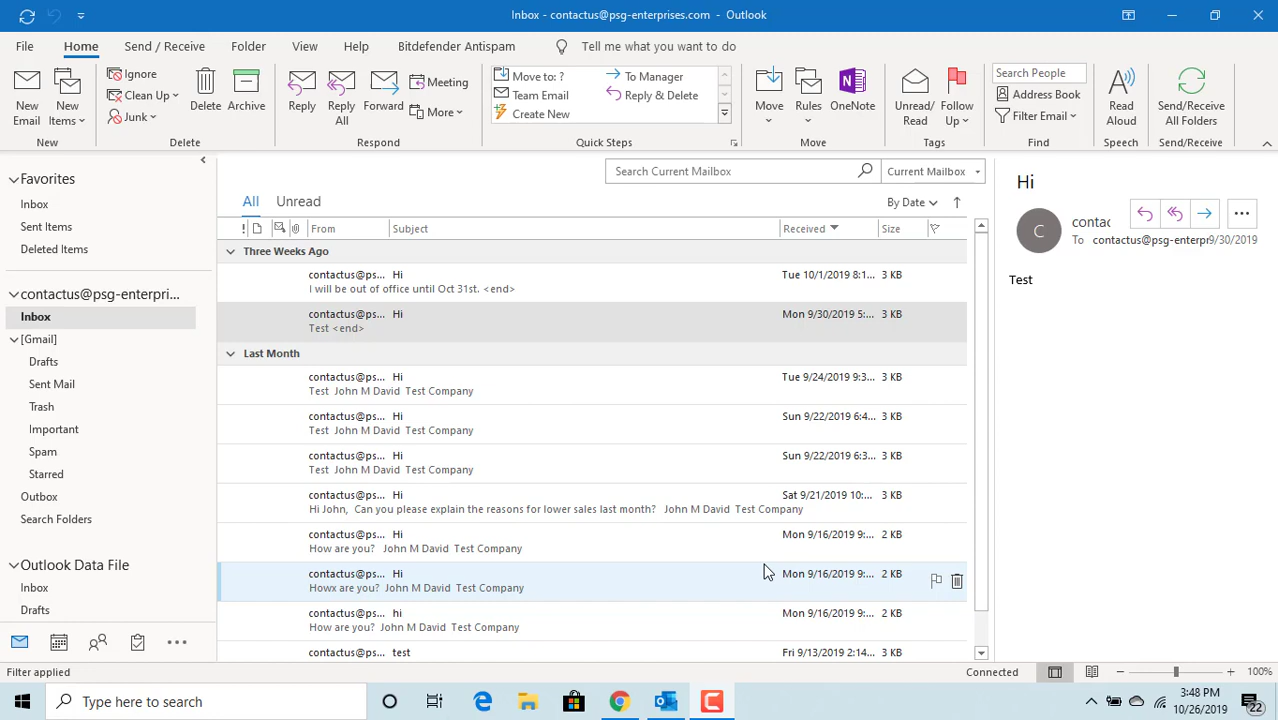 Inbox - contactus@psg-enterprises.com - Outlook
File Home Send / Receive Folder View Help Bitdefender Antispam Tell me what you want to do
New Email
New Items
New
Ignore
Clean Up
Junk
Delete
Archive
Delete
Reply
Reply All
Forward
Meeting
More
Respond
Move to: ?
Team Email
Create New
To Manager
Reply & Delete
Quick Steps
Move
Rules
OneNote
Move
Unread/ Read
Follow Up
Tags
Search People
Address Book
Filter Email
Find
Read Aloud
Speech
Send/Receive All Folders
Send/Receive
Favorites
Inbox
Sent Items
Deleted Items
contactus@psg-enterpri...
Inbox
[Gmail]
Drafts
Sent Mail
Trash
Important
Spam
Starred
Outbox
Search Folders
Outlook Data File
Inbox
Drafts
Search Current Mailbox
Current Mailbox
All Unread
By Date
! From Subject Received Size
Three Weeks Ago
contactus@ps... Hi Tue 10/1/2019 8:1... 3 KB
I will be out of office until Oct 31st. <end>
contactus@ps... Hi Mon 9/30/2019 5:... 3 KB
Test <end>
Last Month
contactus@ps... Hi Tue 9/24/2019 9:3... 3 KB
Test John M David Test Company
contactus@ps... Hi Sun 9/22/2019 6:4... 3 KB
Test John M David Test Company
contactus@ps... Hi Sun 9/22/2019 6:3... 3 KB
Test John M David Test Company
contactus@ps... Hi Sat 9/21/2019 10:... 3 KB
Hi John, Can you please explain the reasons for lower sales last month? John M David Test Company
contactus@ps... Hi Mon 9/16/2019 9:... 2 KB
How are you? John M David Test Company
contactus@ps... Hi Mon 9/16/2019 9:... 2 KB
Howx are you? John M David Test Company
contactus@ps... hi Mon 9/16/2019 9:... 2 KB
How are you? John M David Test Company
contactus@ps... test Fri 9/13/2019 2:14... 3 KB
Hi
C
contac
To contactus@psg-enterpr 9/30/2019
Test
Filter applied
Connected
100%
Type here to search
3:48 PM
10/26/2019
22